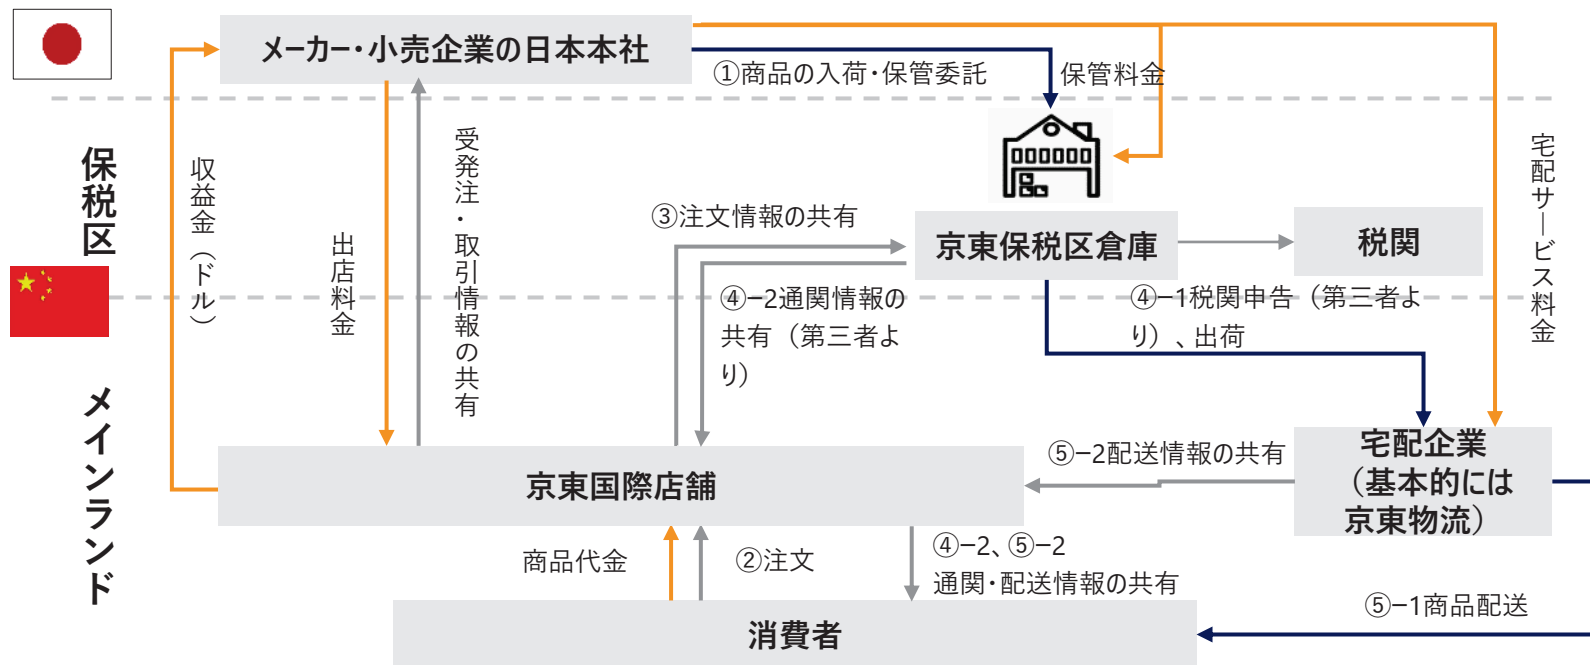 メーカー・小売企業の日本本社
①商品の入荷・保管委託
保管料金
保税区
収益金（ドル）
出店料金
受発注・取引情報の共有
③注文情報の共有
京東保税区倉庫
税関
宅配サービス料金
④-2通関情報の
共有（第三者よ
り）
④-1税関申告（第三者よ
り）、出荷
メインランド
京東国際店舗
⑤-2配送情報の共有
宅配企業
（基本的には
京東物流）
商品代金
②注文
④-2、⑤-2
通関・配送情報の共有
⑤-1商品配送
消費者